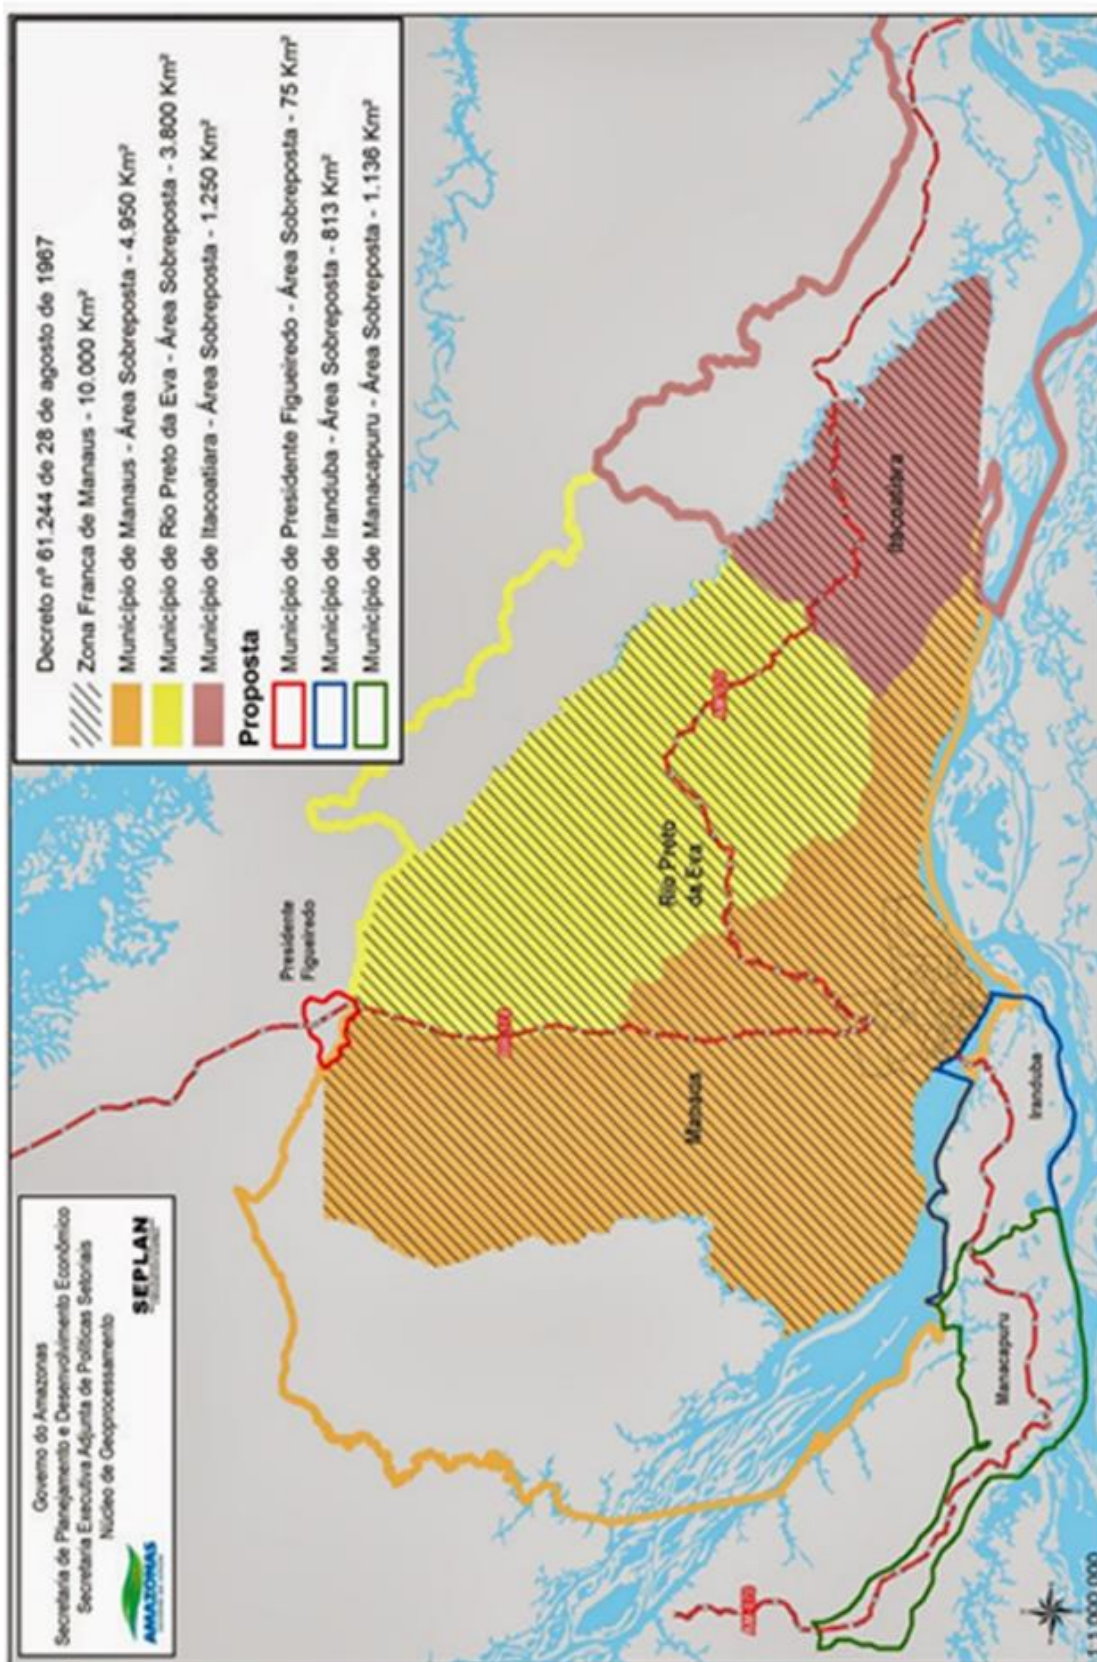 Governo do Amazonas
Secretaria de Planejamento e Desenvolvimento Econômico
Secretaria Executiva Adjunta de Políticas Setoriais
Núcleo de Geoprocessamento
AMAZONAS
SEPLAN
Decreto nº 61.244 de 28 de agosto de 1967
Zona Franca de Manaus - 10.000 Km²
Município de Manaus - Área Sobreposta - 4.950 Km²
Município de Rio Preto da Eva - Área Sobreposta - 3.800 Km²
Município de Itacoatiara - Área Sobreposta - 1.250 Km²
Proposta
Município de Presidente Figueiredo - Área Sobreposta - 75 Km²
Município de Iranduba - Área Sobreposta - 813 Km²
Município de Manacapuru - Área Sobreposta - 1.136 Km²
Presidente
Figueiredo
Rio Preto
da Eva
Itacoatiara
Manaus
Iranduba
Manacapuru
1:1.000.000